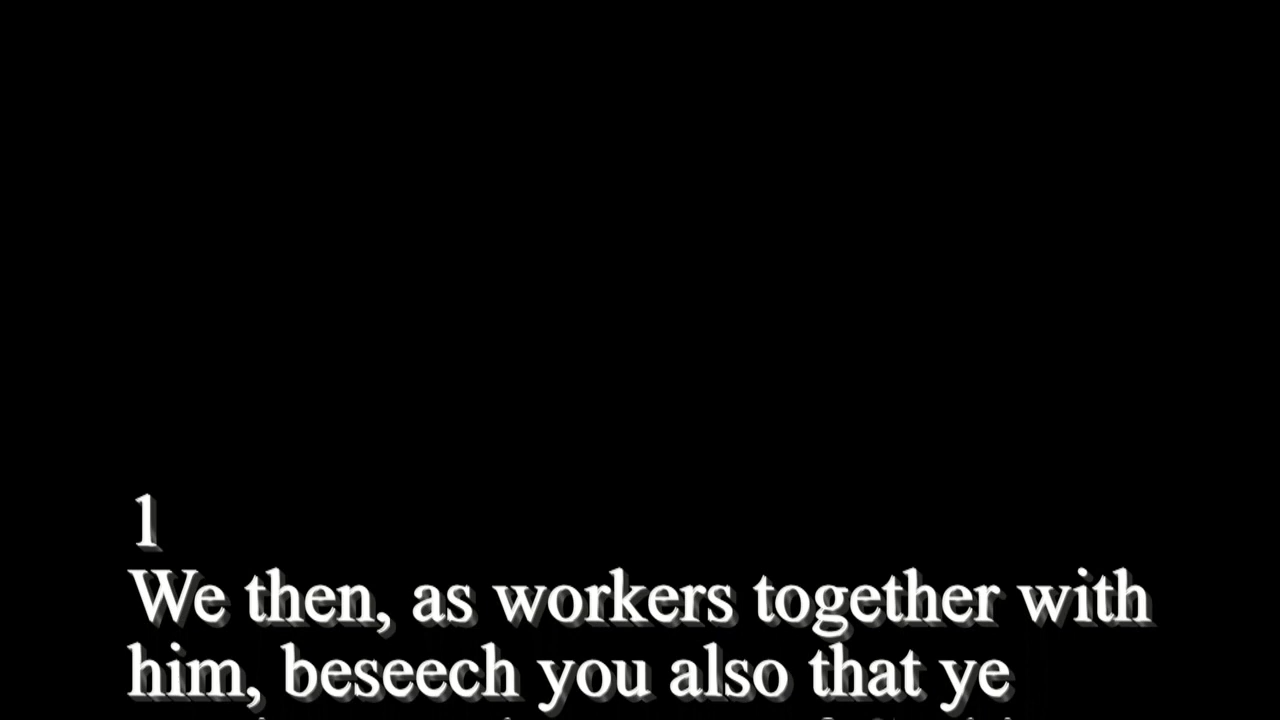 1
We then, as workers together with
him, beseech you also that ye